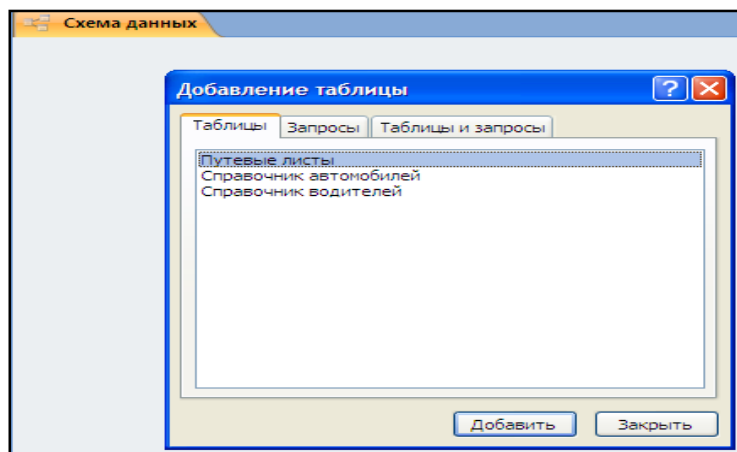 Схема данных
Добавление таблицы
Таблицы Запросы Таблицы и запросы
Путевые листы
Справочник автомобилей
Справочник водителей
Добавить Закрыть